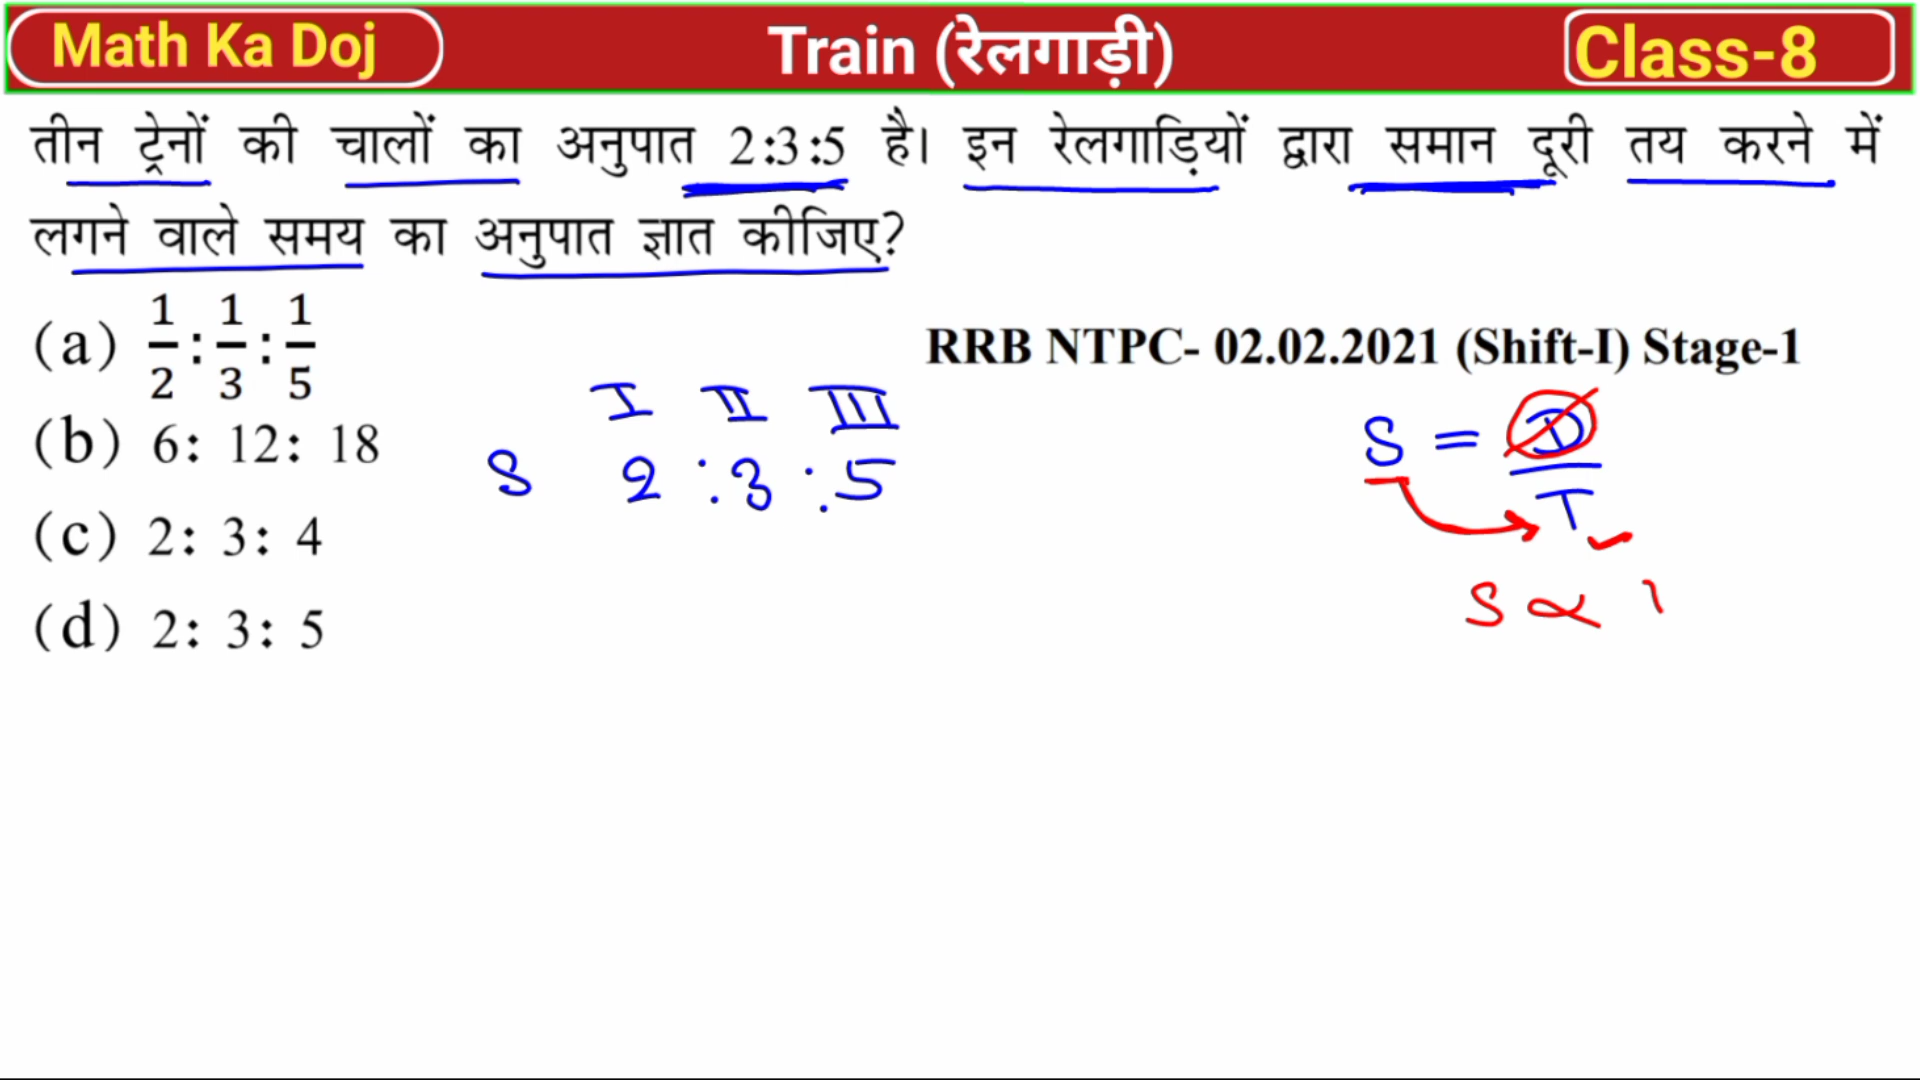 Math Ka Doj
Train (रेलगाड़ी)
Class-8
तीन ट्रेनों की चालों का अनुपात 2:3:5 है। इन रेलगाड़ियों द्वारा समान दूरी तय करने में
लगने वाले समय का अनुपात ज्ञात कीजिए?
(a) 1/2 : 1/3 : 1/5
RRB NTPC- 02.02.2021 (Shift-I) Stage-1
(b) 6: 12: 18
(c) 2: 3: 4
(d) 2: 3: 5
I II III
S 2 : 3 : 5
S = D/T
S ∝ 1